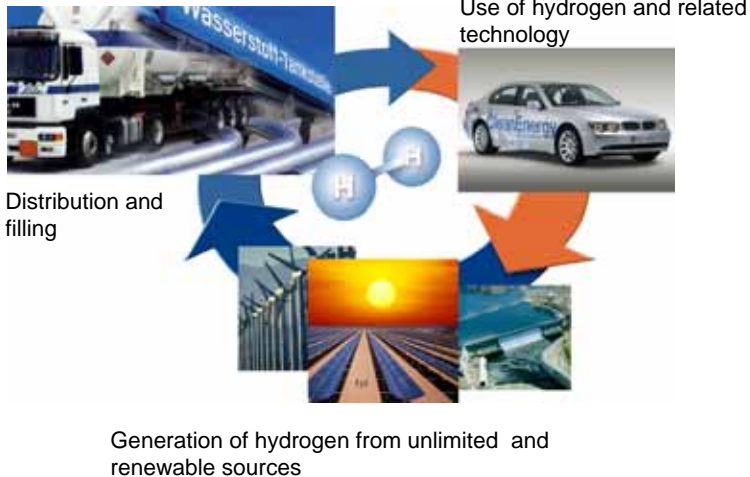 Use of hydrogen and related
technology
Wasserstoff-Tankstelle
CleanEnergy
H H
Distribution and
filling
Generation of hydrogen from unlimited and
renewable sources